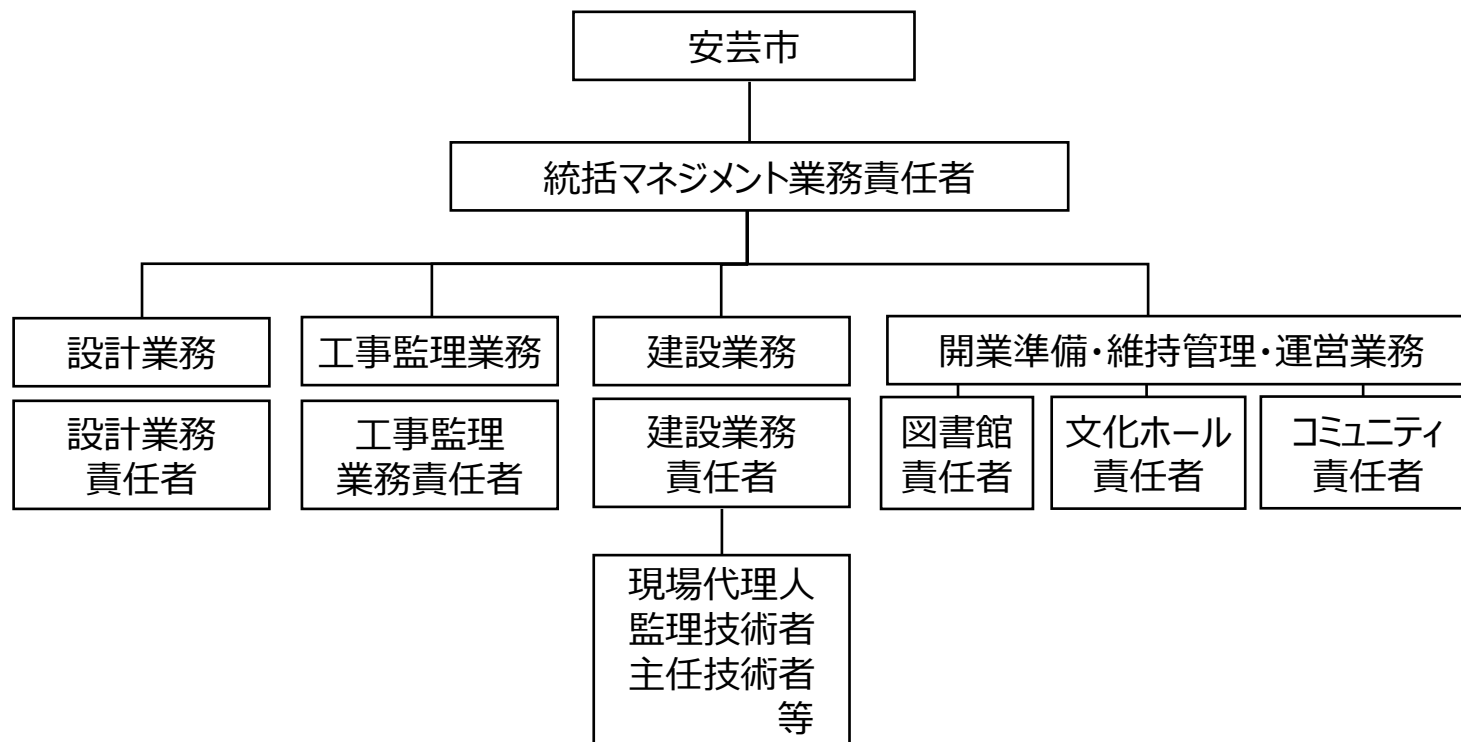 安芸市
統括マネジメント業務責任者
設計業務
工事監理業務
建設業務
開業準備・維持管理・運営業務
設計業務
責任者
工事監理
業務責任者
建設業務
責任者
図書館
責任者
文化ホール
責任者
コミュニティ
責任者
現場代理人
監理技術者
主任技術者
等